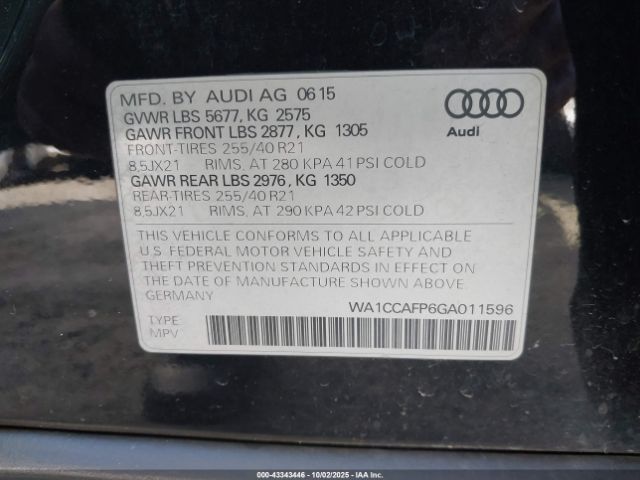 MFD. BY AUDI AG 06 15
GVWR LBS 5677, KG 2575
GAWR FRONT LBS 2877, KG 1305
FRONT-TIRES 255/40 R21
8,5JX21 RIMS, AT 280 KPA 41 PSI COLD
GAWR REAR LBS 2976, KG 1350
REAR-TIRES 255/40 R21
8,5JX21 RIMS, AT 290 KPA 42 PSI COLD
Audi
THIS VEHICLE CONFORMS TO ALL APPLICABLE
U.S. FEDERAL MOTOR VEHICLE SAFETY AND
THEFT PREVENTION STANDARDS IN EFFECT ON
THE DATE OF MANUFACTURE SHOWN ABOVE.
GERMANY
WA1CCAFP6GA011596
TYPE:
MPV
000-43343446 | 10/02/2025 | IAA Inc.